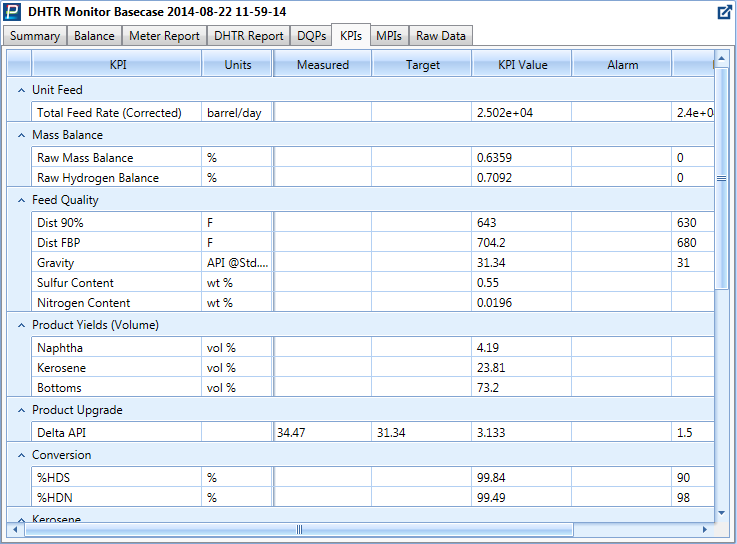 DHTR Monitor Basecase 2014-08-22 11-59-14
Summary Balance Meter Report DHTR Report DQPs KPIs MPIs Raw Data
KPI Units Measured Target KPI Value Alarm
Unit Feed
Total Feed Rate (Corrected) barrel/day 2.502e+04 2.4e+0
Mass Balance
Raw Mass Balance % 0.6359 0
Raw Hydrogen Balance % 0.7092 0
Feed Quality
Dist 90% F 643 630
Dist FBP F 704.2 680
Gravity API @Std.... 31.34 31
Sulfur Content wt % 0.55
Nitrogen Content wt % 0.0196
Product Yields (Volume)
Naphtha vol % 4.19
Kerosene vol % 23.81
Bottoms vol % 73.2
Product Upgrade
Delta API 34.47 31.34 3.133 1.5
Conversion
%HDS % 99.84 90
%HDN % 99.49 98
Kerosene